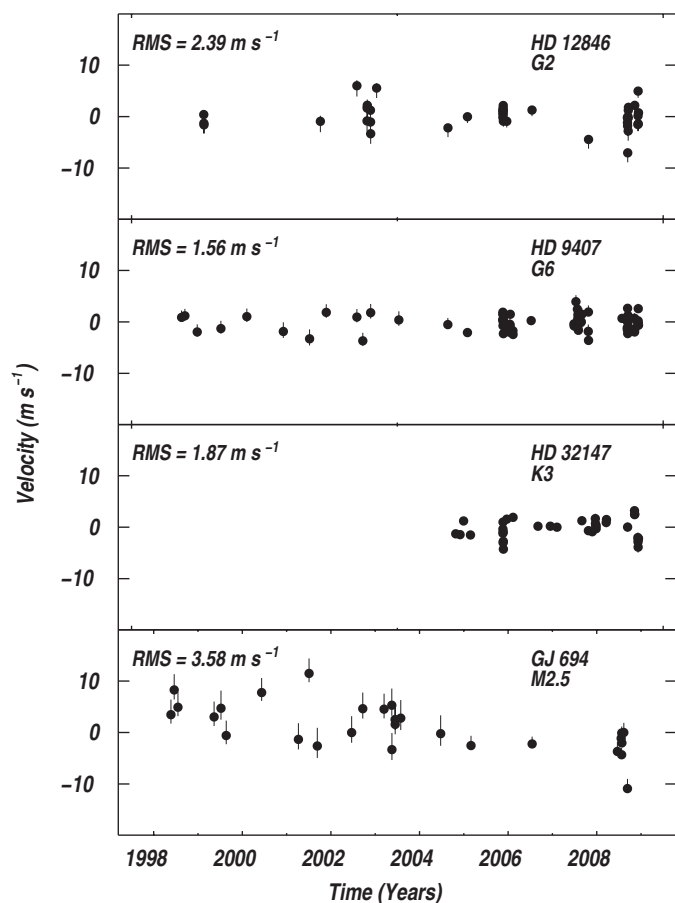 RMS = 2.39 m s⁻¹
HD 12846
G2
10
0
−10
RMS = 1.56 m s⁻¹
HD 9407
G6
10
0
−10
Velocity (m s⁻¹)
RMS = 1.87 m s⁻¹
HD 32147
K3
10
0
−10
RMS = 3.58 m s⁻¹
GJ 694
M2.5
10
0
−10
1998 2000 2002 2004 2006 2008
Time (Years)